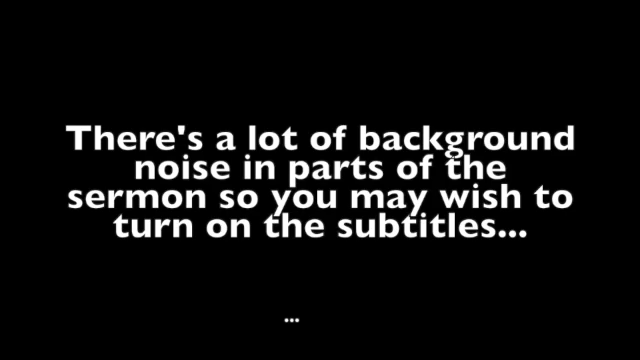 There's a lot of background
noise in parts of the
sermon so you may wish to
turn on the subtitles...
...